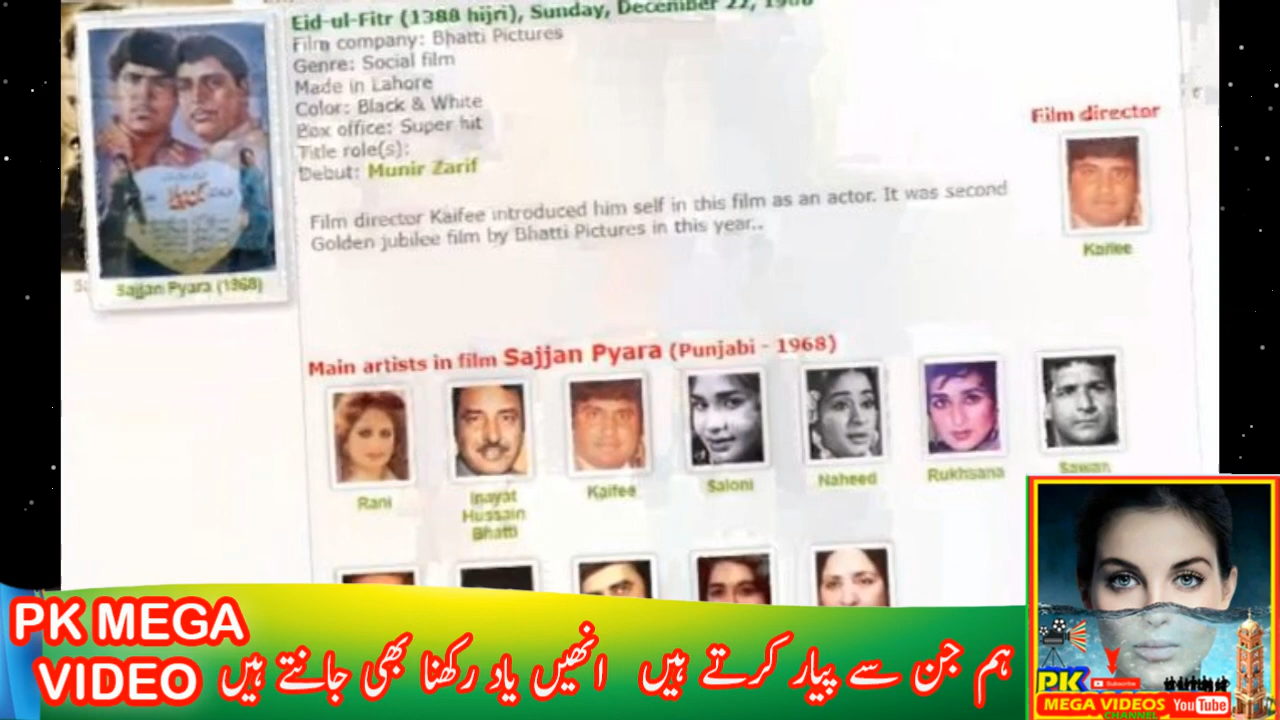 Eid-ul-Fitr (1388 hijri), Sunday, December 22, 1968
Film company: Bhatti Pictures
Genre: Social film
Made in Lahore
Color: Black & White
Box office: Super hit
Title role(s):
Debut: Munir Zarif
Film director Kaifee introduced him self in this film as an actor. It was second
Golden jubilee film by Bhatti Pictures in this year..
Film director
Kaifee
Sajjan Pyara (1968)
Main artists in film Sajjan Pyara (Punjabi - 1968)
Rani
Inayat
Hussain
Bhatti
Kaifee
Saloni
Naheed
Rukhsana
Sawan
PK MEGA
VIDEO
ہم جن سے پیار کرتے ہیں انھیں یاد رکھنا بھی جانتے ہیں
PK
Subscribe
MEGA VIDEOS YouTube
CHANNEL